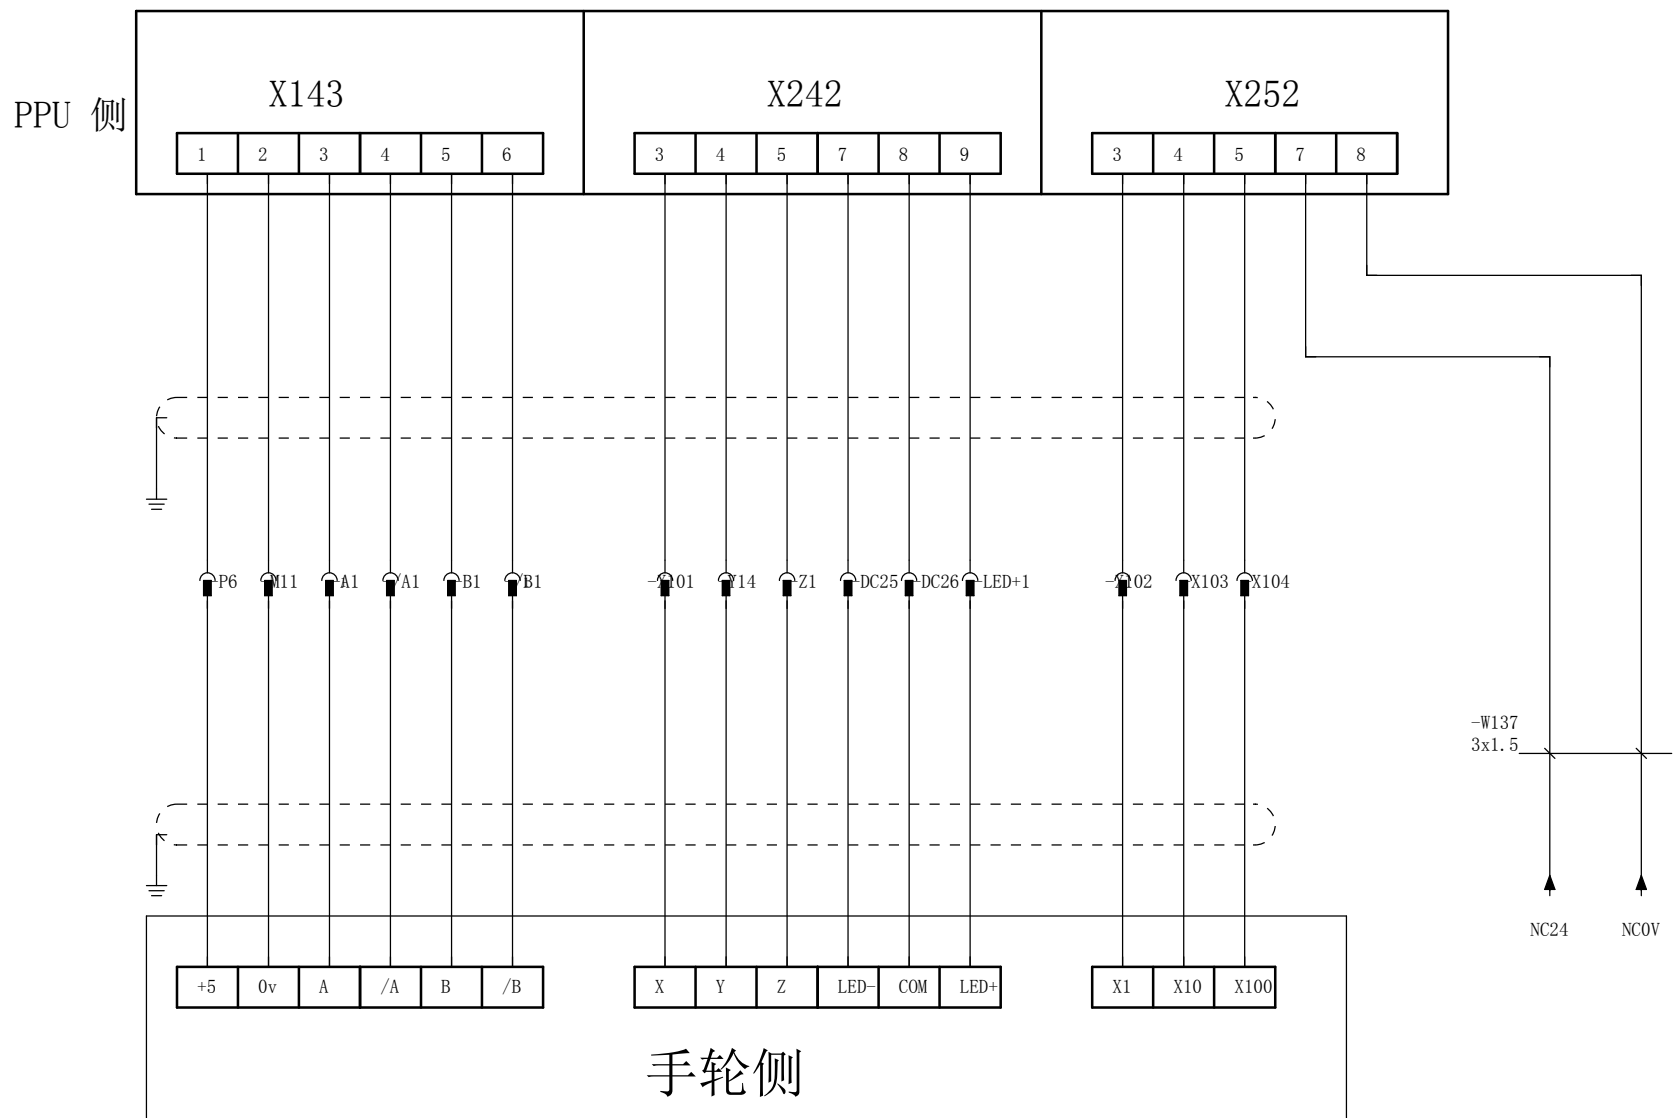 X143 X242 X252
PPU 侧
1 2 3 4 5 6 3 4 5 7 8 9 3 4 5 7 8
-P6 -M11 -A1 /A1 -B1 /B1 -X101 Y14 -Z1 -DC25 -DC26 -LED+1 -X102 X103 X104
-W137
3x1.5
NC24 NC0V
+5 0v A /A B /B X Y Z LED- COM LED+ X1 X10 X100
手轮侧